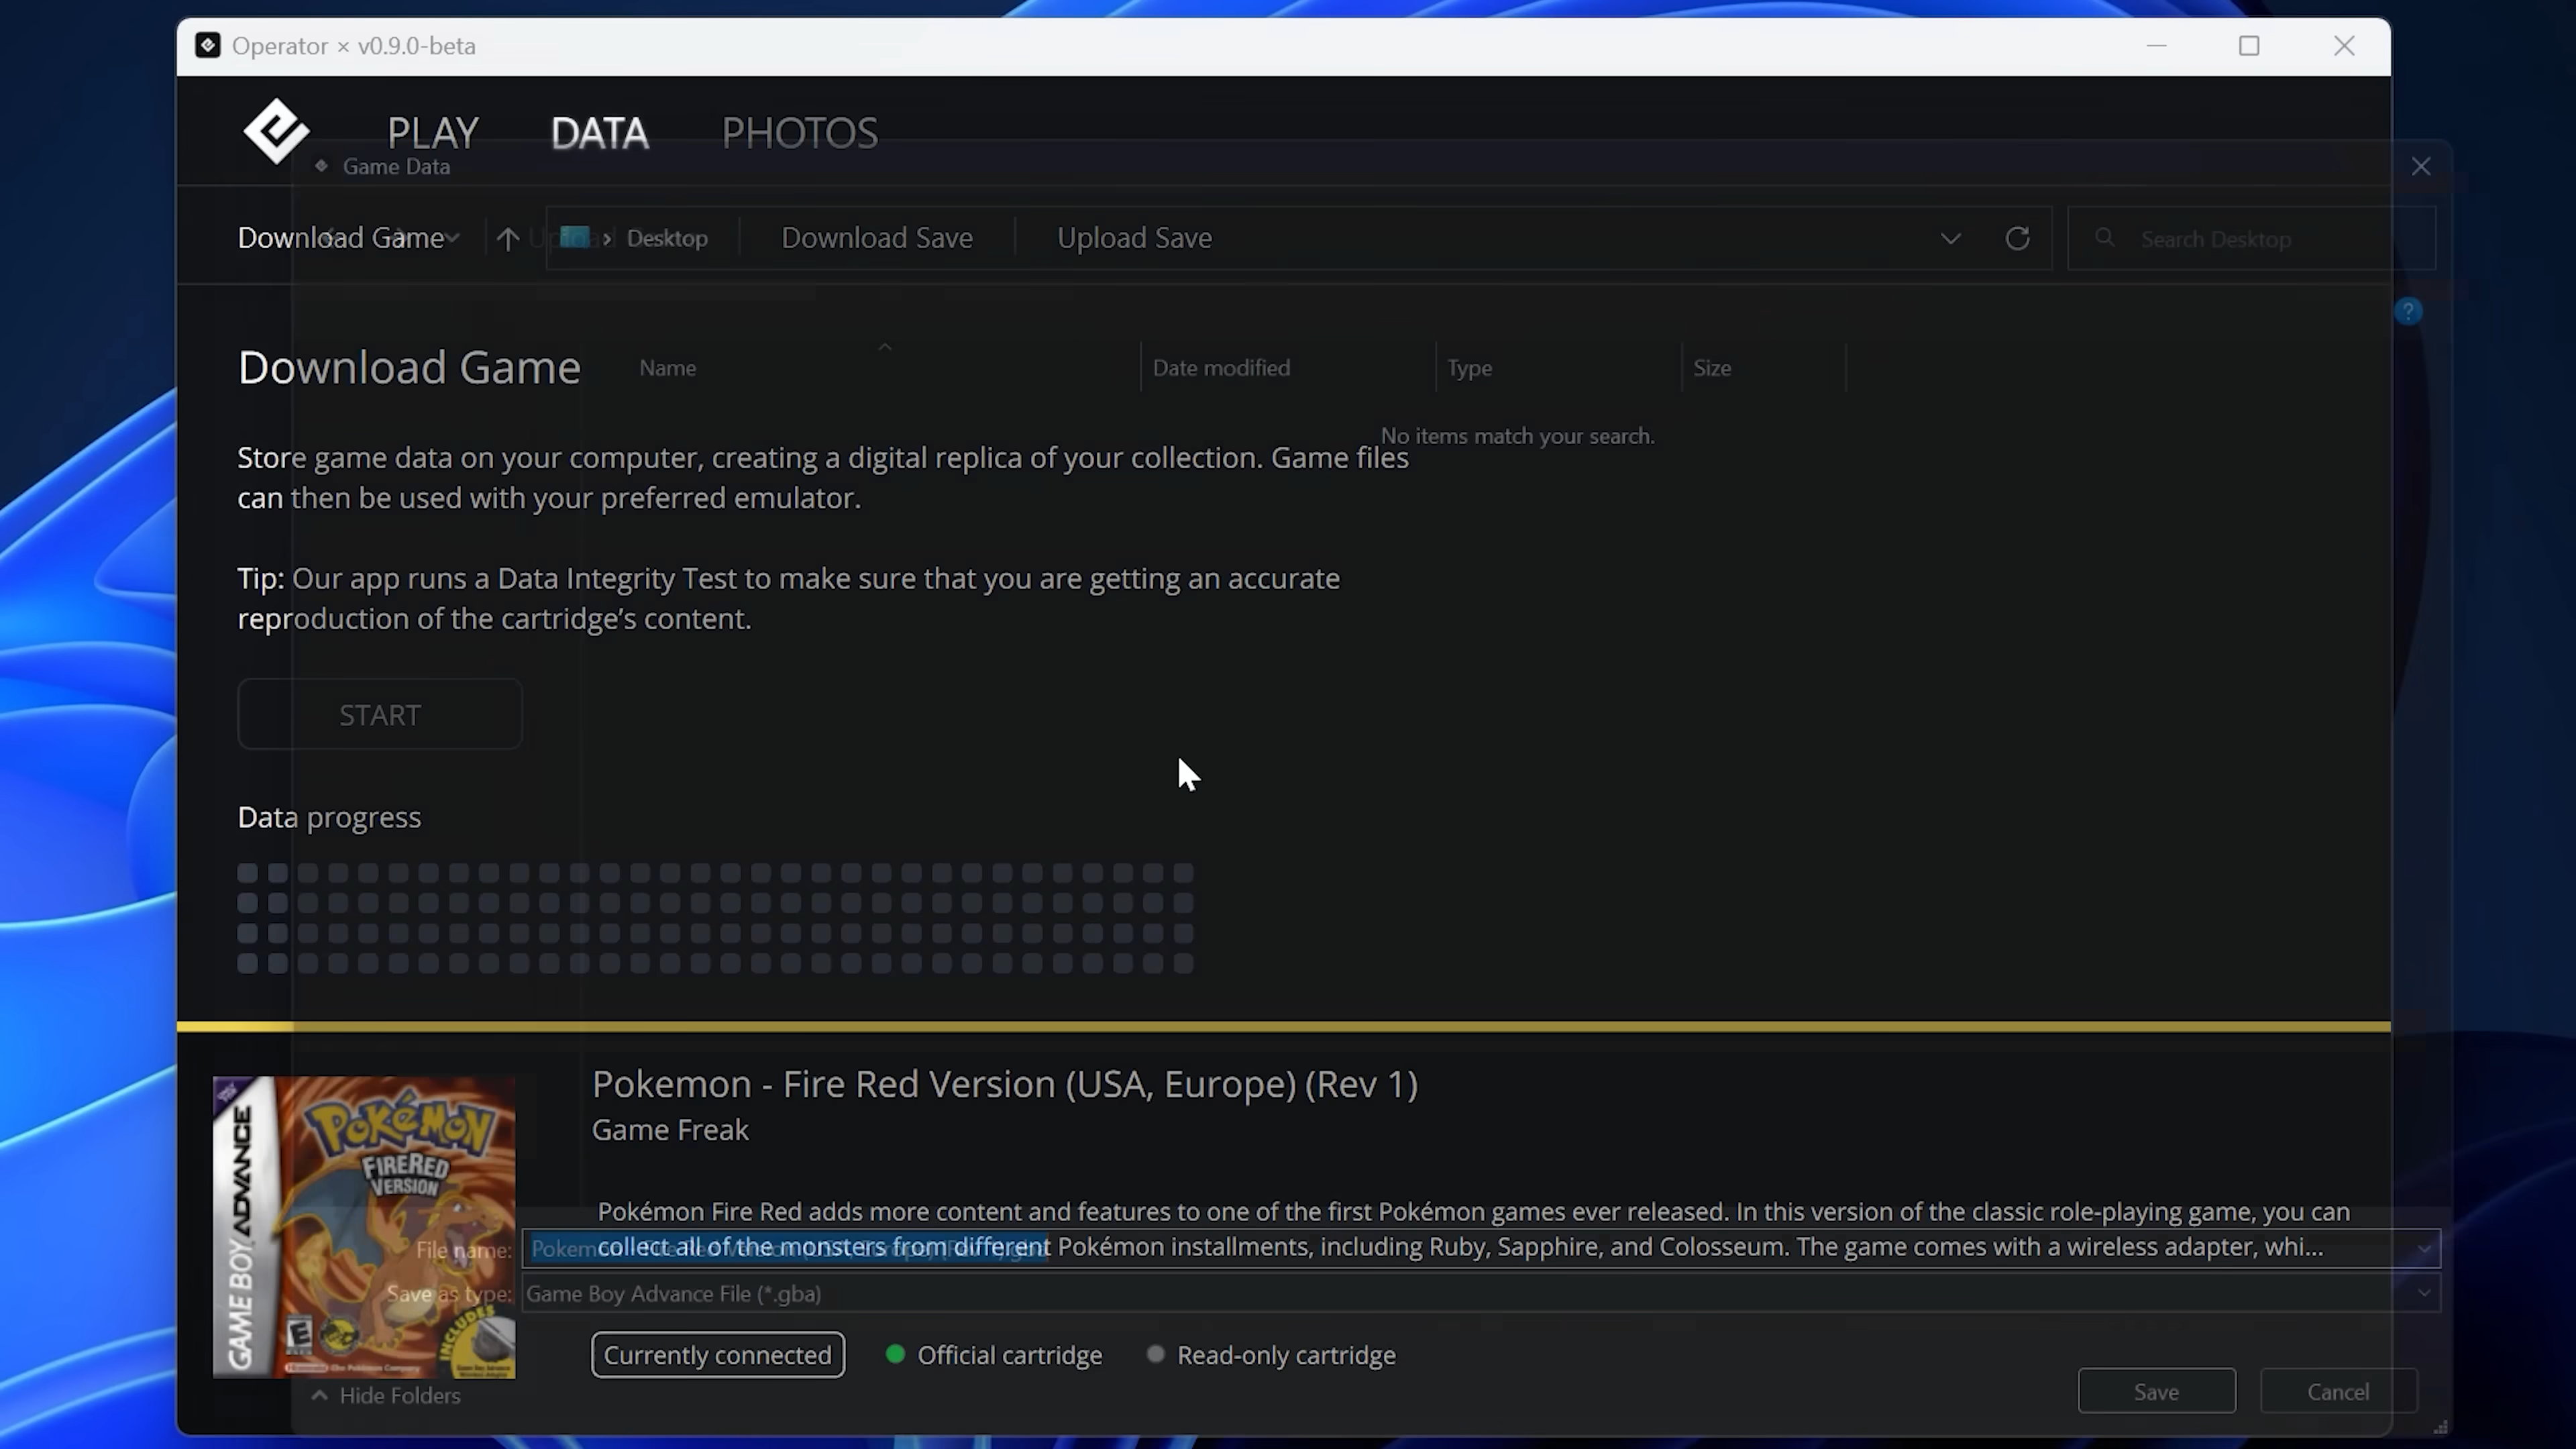 Operator × v0.9.0-beta
PLAY DATA PHOTOS
Game Data
Download Game
Desktop
Download Save
Upload Save
Search Desktop
Download Game
Name
Date modified
Type
Size
No items match your search.
Store game data on your computer, creating a digital replica of your collection. Game files
can then be used with your preferred emulator.
Tip: Our app runs a Data Integrity Test to make sure that you are getting an accurate
reproduction of the cartridge’s content.
START
Data progress
Pokemon - Fire Red Version (USA, Europe) (Rev 1)
Game Freak
Pokémon Fire Red adds more content and features to one of the first Pokémon games ever released. In this version of the classic role-playing game, you can
collect all of the monsters from different Pokémon installments, including Ruby, Sapphire, and Colosseum. The game comes with a wireless adapter, whi...
File name:
Save as type: Game Boy Advance File (*.gba)
GAME BOY ADVANCE
POKéMON
FIRERED
VERSION
INCLUDES
E
Currently connected
Official cartridge
Read-only cartridge
Hide Folders
Save
Cancel